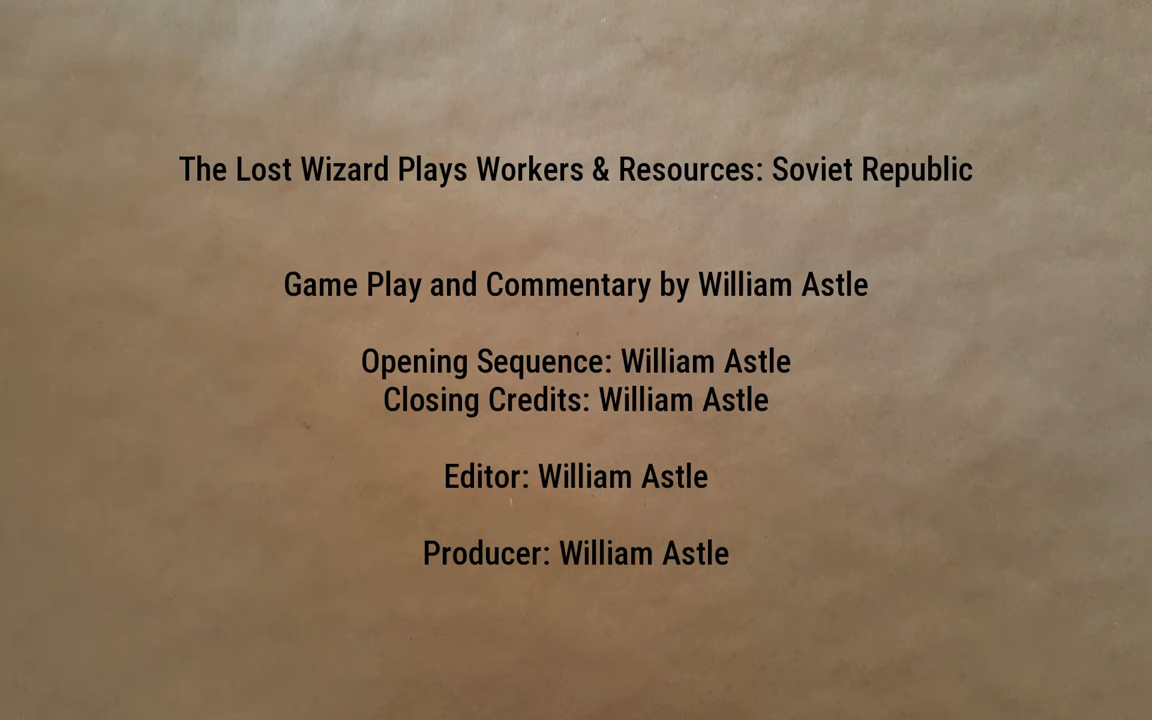 The Lost Wizard Plays Workers & Resources: Soviet Republic
Game Play and Commentary by William Astle
Opening Sequence: William Astle
Closing Credits: William Astle
Editor: William Astle
Producer: William Astle